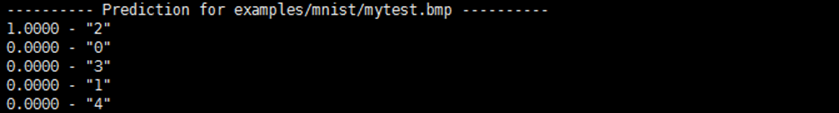 ---------- Prediction for examples/mnist/mytest.bmp ----------
1.0000 - "2"
0.0000 - "0"
0.0000 - "3"
0.0000 - "1"
0.0000 - "4"